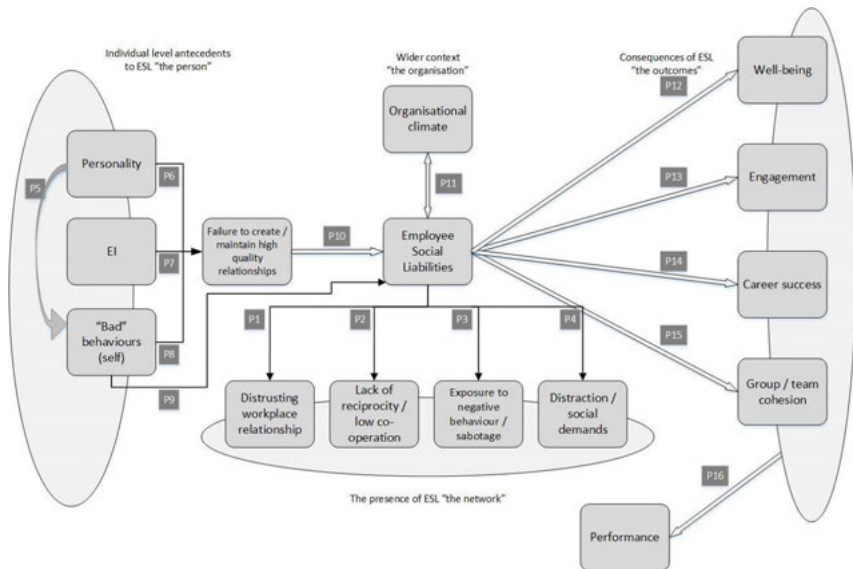 Individual level antecedents
to ESL “the person”
Wider context
“the organisation”
Consequences of ESL
“the outcomes”
Well-being
P12
Organisational
climate
Personality
P5
P6
P11
P13
Engagement
EI
P7
Failure to create /
maintain high
quality relationships
P10
Employee
Social
Liabilities
P14
Career success
“Bad”
behaviours
(self)
P8
P9
P1
P2
P3
P4
P15
Distrusting
workplace
relationship
Lack of
reciprocity /
low co-
operation
Exposure to
negative
behaviour /
sabotage
Distraction /
social
demands
Group / team
cohesion
The presence of ESL “the network”
P16
Performance